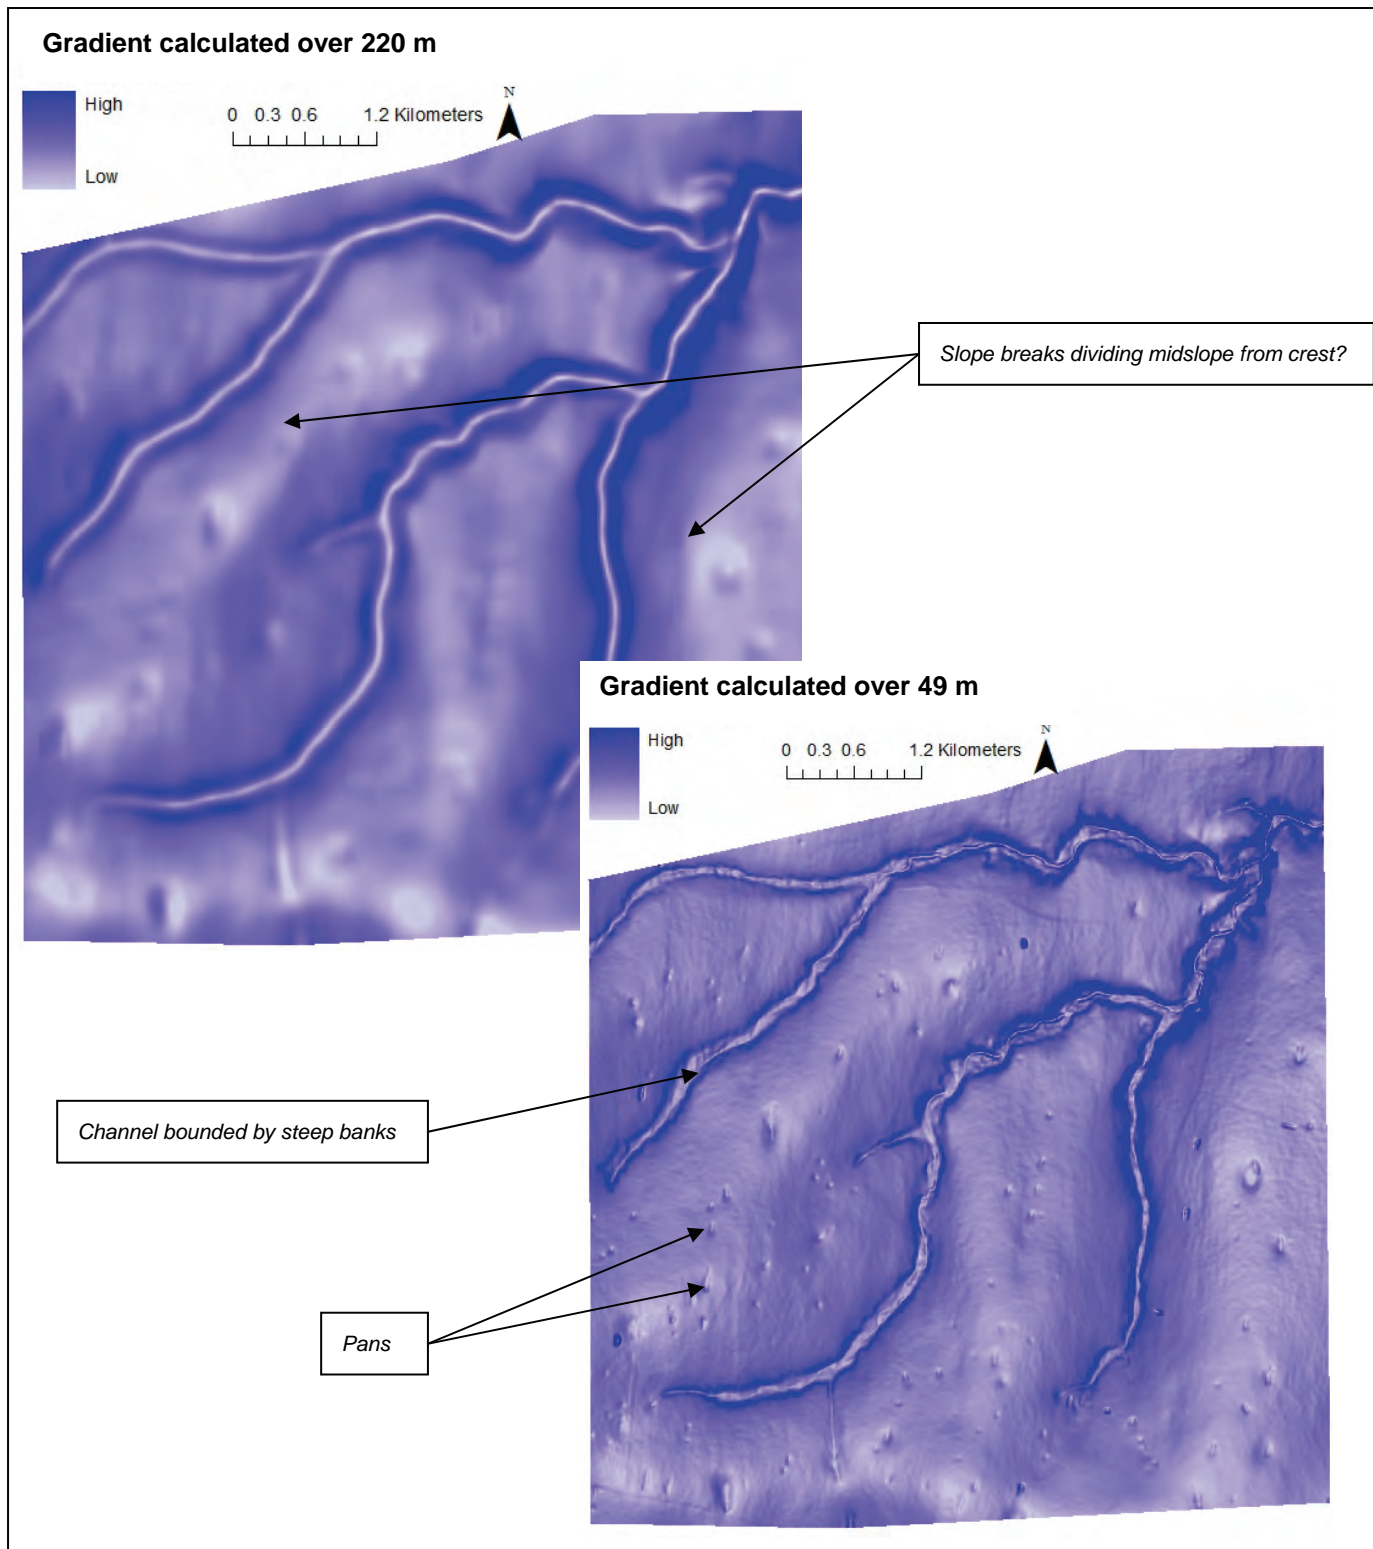 Gradient calculated over 220 m
High
Low
0 0.3 0.6 1.2 Kilometers
N
Slope breaks dividing midslope from crest?
Gradient calculated over 49 m
High
Low
0 0.3 0.6 1.2 Kilometers
N
Channel bounded by steep banks
Pans